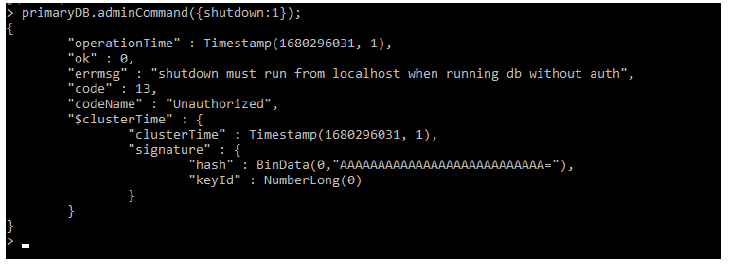 > primaryDB.adminCommand({shutdown:1});
{
        "operationTime" : Timestamp(1680296031, 1),
        "ok" : 0,
        "errmsg" : "shutdown must run from localhost when running db without auth",
        "code" : 13,
        "codeName" : "Unauthorized",
        "$clusterTime" : {
                "clusterTime" : Timestamp(1680296031, 1),
                "signature" : {
                        "hash" : BinData(0,"AAAAAAAAAAAAAAAAAAAAAAAAAAA="),
                        "keyId" : NumberLong(0)
                }
        }
}
>